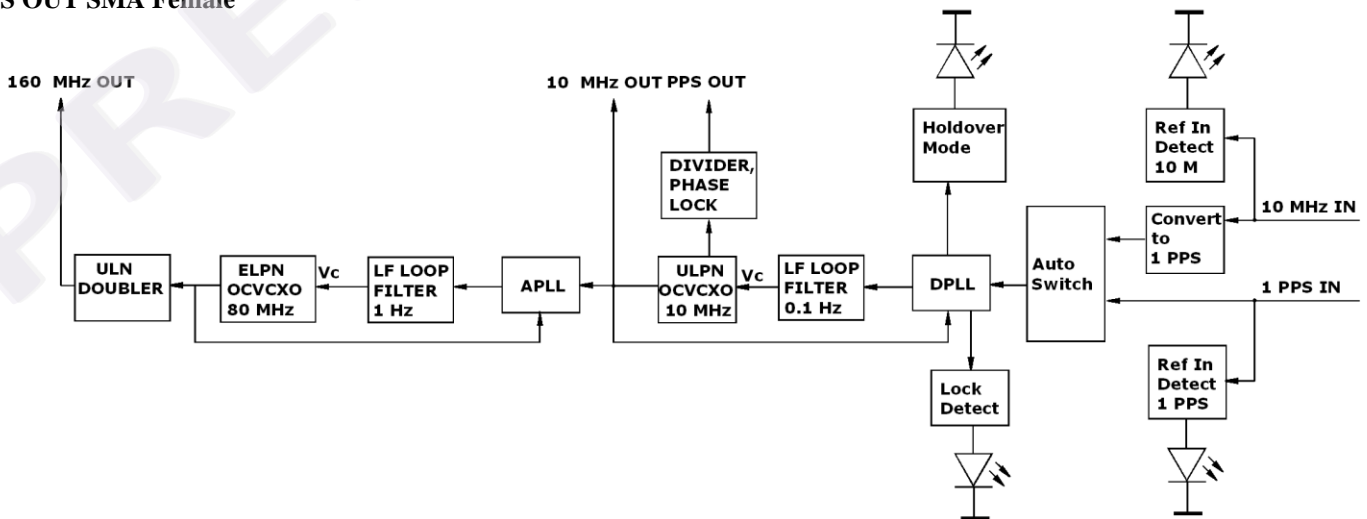 S OUT SMA Female
PRE
160 MHz OUT
10 MHz OUT PPS OUT
Holdover
Mode
Ref In
Detect
10 M
DIVIDER,
PHASE
LOCK
10 MHz IN
Convert
to
1 PPS
ULN
DOUBLER
ELPN
OCVCXO
80 MHz
Vc
LF LOOP
FILTER
1 Hz
APLL
ULPN
OCVCXO
10 MHz
Vc
LF LOOP
FILTER
0.1 Hz
DPLL
Auto
Switch
1 PPS IN
Lock
Detect
Ref In
Detect
1 PPS